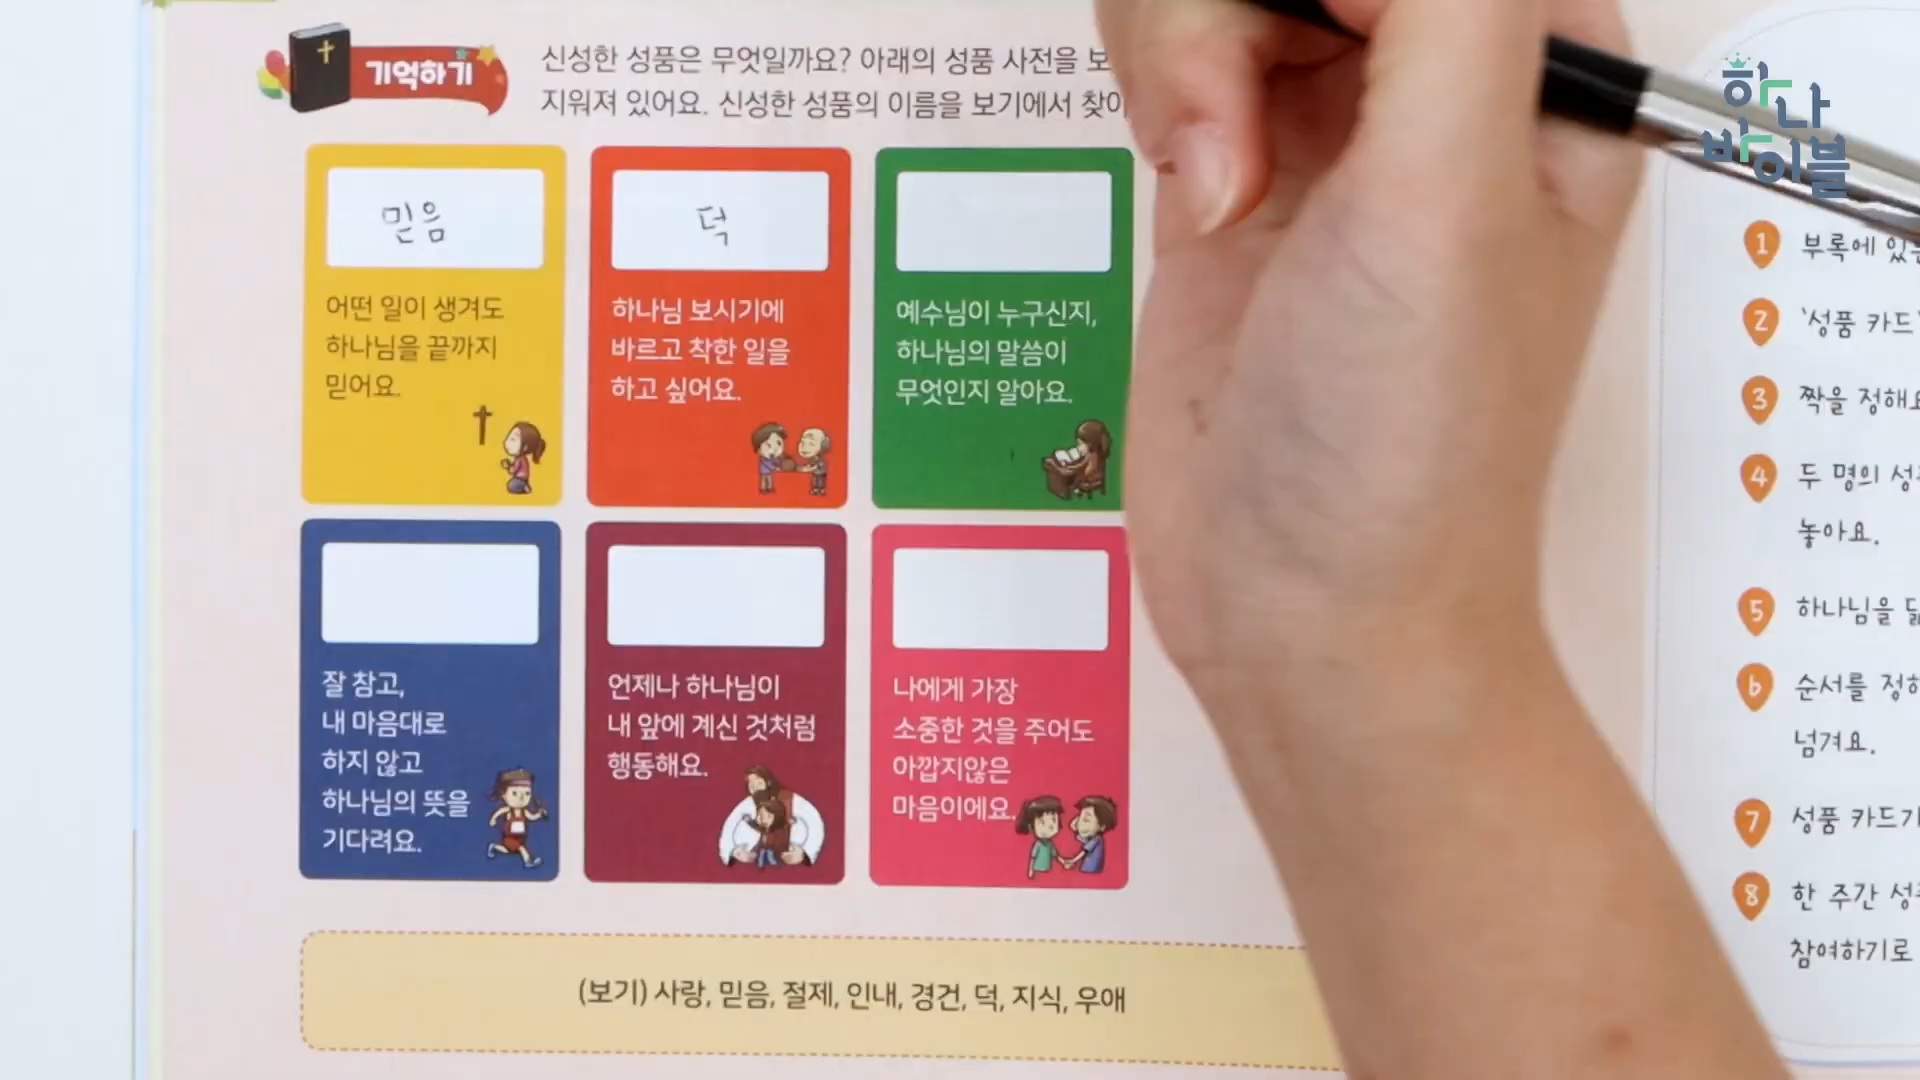 기억하기
신성한 성품은 무엇일까요? 아래의 성품 사전을
지워져 있어요. 신성한 성품의 이름을 보기에서
믿음
어떤 일이 생겨도
하나님을 끝까지
믿어요.
덕
하나님 보시기에
바르고 착한 일을
하고 싶어요.
예수님이 누구신지,
하나님의 말씀이
무엇인지 알아요.
잘 참고,
내 마음대로
하지 않고
하나님의 뜻을
기다려요.
언제나 하나님이
내 앞에 계신 것처럼
행동해요.
나에게 가장
소중한 것을 주어도
아깝지않은
마음이에요.
(보기) 사랑, 믿음, 절제, 인내, 경건, 덕, 지식, 우애
하나
바이블
1 부록에
2 '성품 카드'
3 짝을
4 두 명의
놓아요.
5 하나님을
6 순서를
넘겨요.
7 성품
8 한 주간
참여하기로